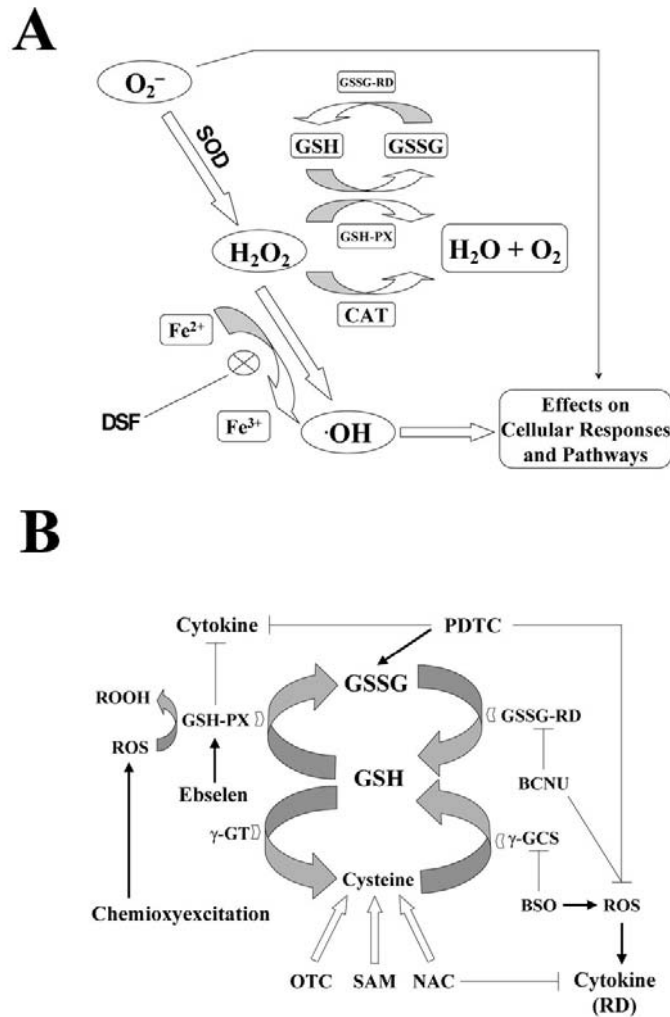 A
O₂⁻
GSSG-RD
SOD
GSH
GSSG
GSH-PX
H₂O₂
H₂O + O₂
CAT
Fe²⁺
DSF
Fe³⁺
·OH
Effects on
Cellular Responses
and Pathways
B
Cytokine
PDTC
GSSG
ROOH
GSH-PX
GSSG-RD
ROS
GSH
Ebselen
BCNU
γ-GT
γ-GCS
Cysteine
Chemioxyexcitation
BSO
ROS
OTC
SAM
NAC
Cytokine
(RD)